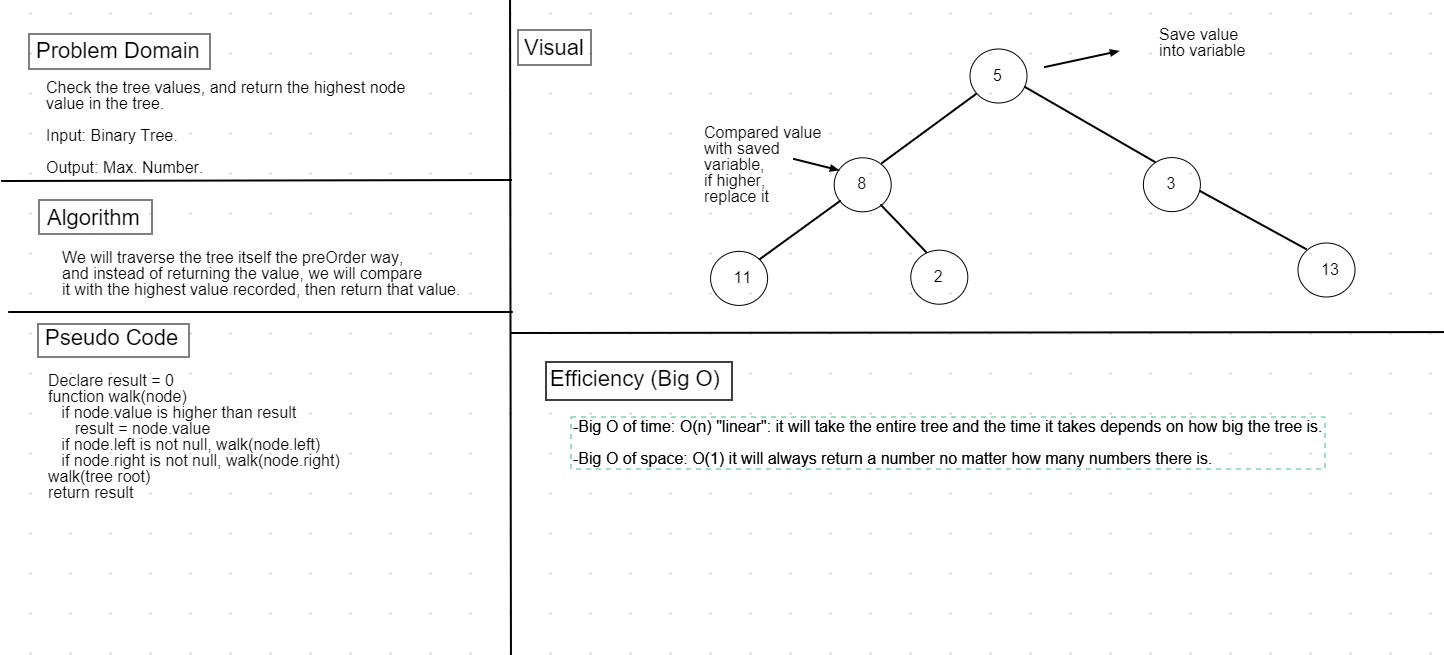 Problem Domain
Check the tree values, and return the highest node
value in the tree.
Input: Binary Tree.
Output: Max. Number.
Algorithm
We will traverse the tree itself the preOrder way,
and instead of returning the value, we will compare
it with the highest value recorded, then return that value.
Pseudo Code
Declare result = 0
function walk(node)
if node.value is higher than result
result = node.value
if node.left is not null, walk(node.left)
if node.right is not null, walk(node.right)
walk(tree root)
return result
Visual
Save value
into variable
5
Compared value
with saved
variable,
if higher,
replace it
8
3
11
2
13
Efficiency (Big O)
-Big O of time: O(n) "linear": it will take the entire tree and the time it takes depends on how big the tree is.
-Big O of space: O(1) it will always return a number no matter how many numbers there is.